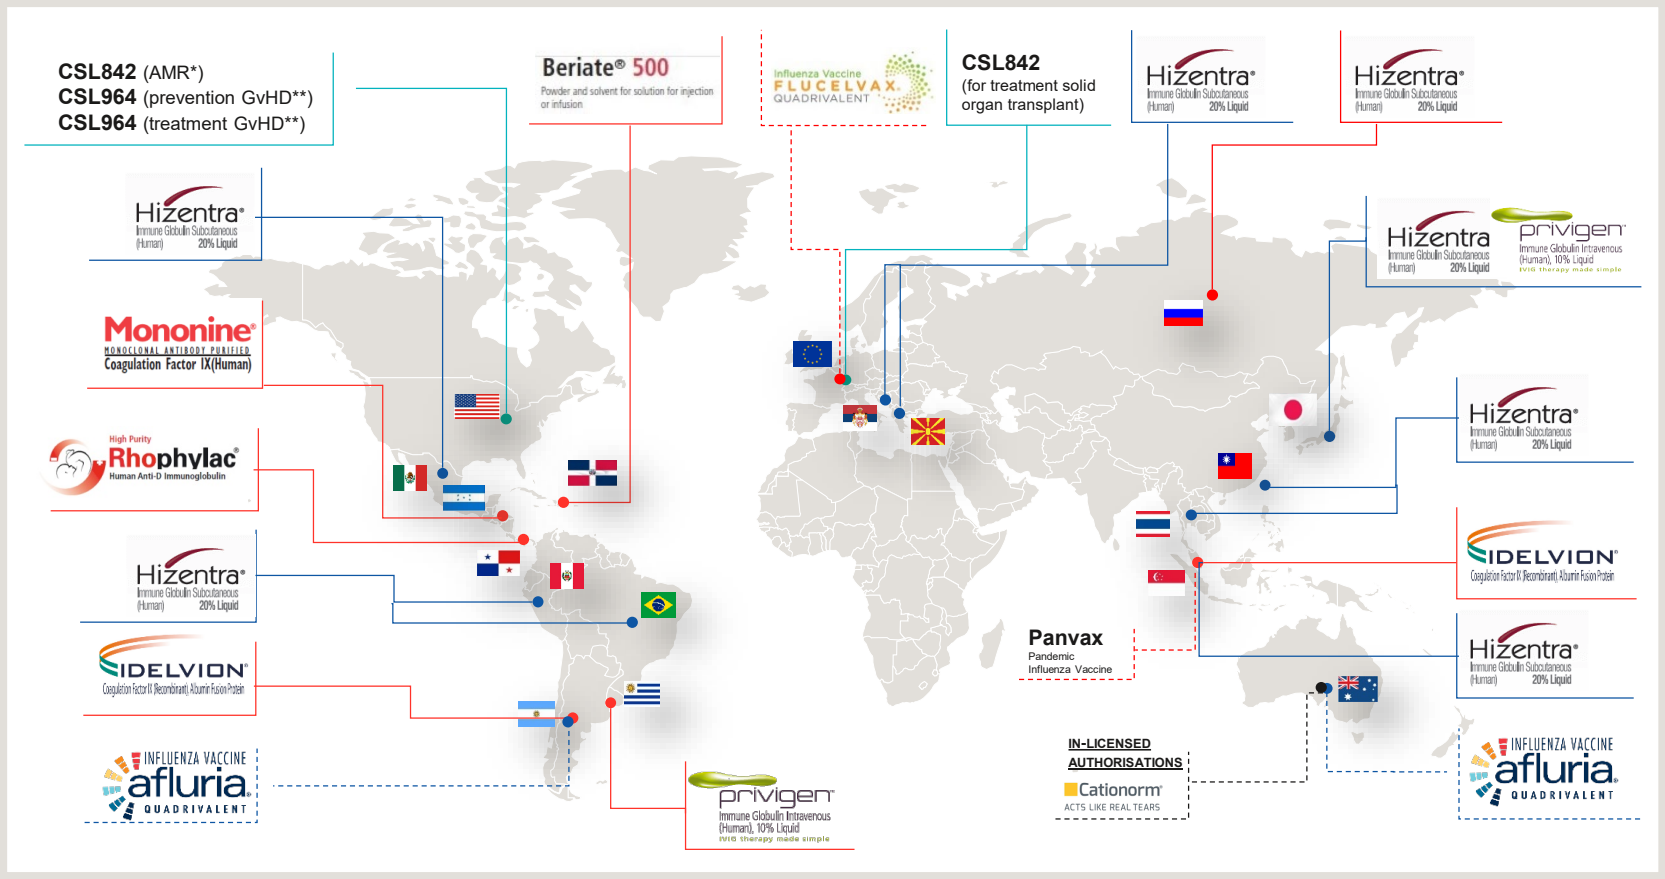 CSL842 (AMR*)
CSL964 (prevention GvHD**)
CSL964 (treatment GvHD**)
Beriate® 500
Powder and solvent for solution for injection
or infusion
Influenza Vaccine
FLUCELVAX®
QUADRIVALENT
CSL842
(for treatment solid
organ transplant)
Hizentra®
Immune Globulin Subcutaneous
(Human) 20% Liquid
Hizentra®
Immune Globulin Subcutaneous
(Human) 20% Liquid
Hizentra®
Immune Globulin Subcutaneous
(Human) 20% Liquid
Hizentra
Immune Globulin Subcutaneous
(Human) 20% Liquid
privigen®
Immune Globulin Intravenous
(Human), 10% Liquid
IVIG therapy made simple
Mononine®
MONOCLONAL ANTIBODY PURIFIED
Coagulation Factor IX(Human)
Hizentra®
Immune Globulin Subcutaneous
(Human) 20% Liquid
High Purity
Rhophylac®
Human Anti-D Immunoglobulin
IDELVION®
Coagulation Factor IX (Recombinant), Albumin Fusion Protein
Hizentra®
Immune Globulin Subcutaneous
(Human) 20% Liquid
Panvax
Pandemic
Influenza Vaccine
Hizentra®
Immune Globulin Subcutaneous
(Human) 20% Liquid
IDELVION®
Coagulation Factor IX (Recombinant), Albumin Fusion Protein
INFLUENZA VACCINE
afluria®
QUADRIVALENT
privigen®
Immune Globulin Intravenous
(Human), 10% Liquid
IVIG therapy made simple
IN-LICENSED
AUTHORISATIONS
Cationorm®
ACTS LIKE REAL TEARS
INFLUENZA VACCINE
afluria®
QUADRIVALENT